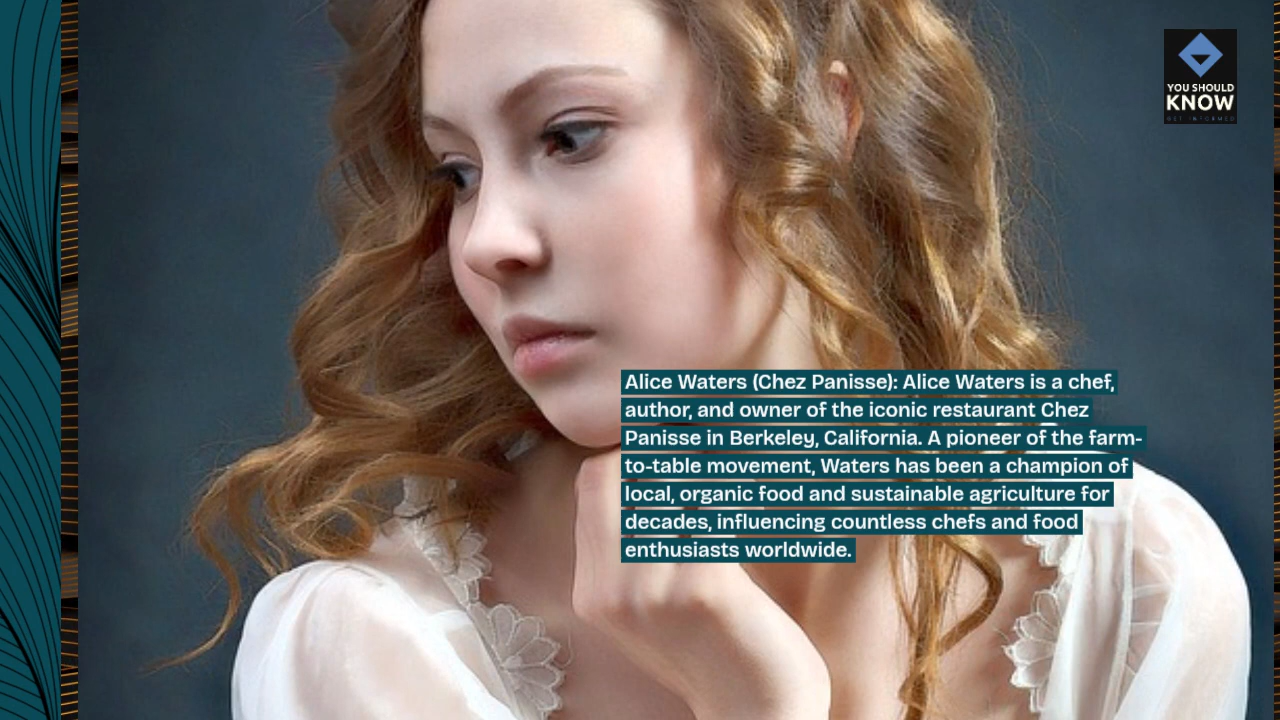 YOU SHOULD
KNOW
GET INFORMED
Alice Waters (Chez Panisse): Alice Waters is a chef,
author, and owner of the iconic restaurant Chez
Panisse in Berkeley, California. A pioneer of the farm-
to-table movement, Waters has been a champion of
local, organic food and sustainable agriculture for
decades, influencing countless chefs and food
enthusiasts worldwide.